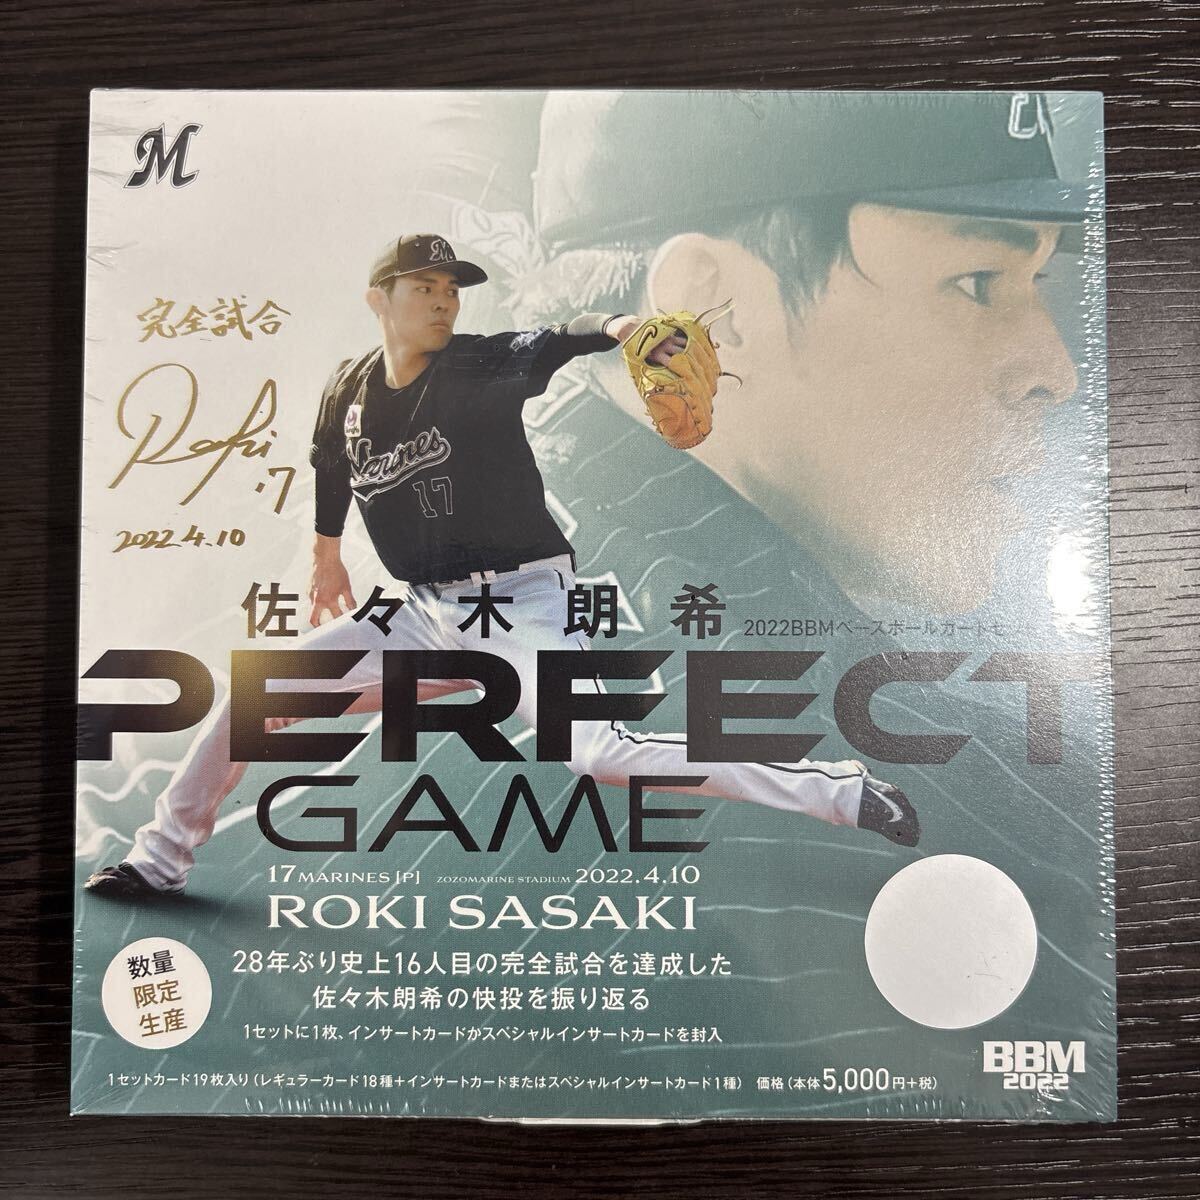 M
完全試合
Roki
.17
2022.4.10
M
Marines
17
佐々木朗希
2022BBMベースボールカードセ
PERFECT
GAME
17 MARINES [P] ZOZOMARINE STADIUM 2022.4.10
ROKI SASAKI
28年ぶり史上16人目の完全試合を達成した
佐々木朗希の快投を振り返る
1セットに1枚、インサートカードかスペシャルインサートカードを封入
数量
限定
生産
1セットカード19枚入り(レギュラーカード18種+インサートカードまたはスペシャルインサートカード1種) 価格(本体5,000円+税)
BBM
2022